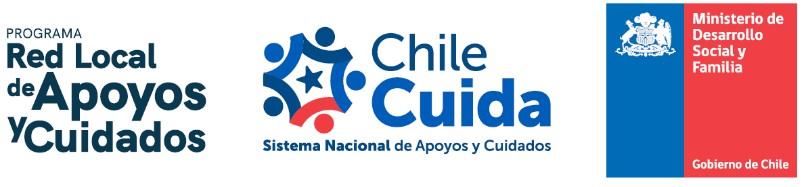 PROGRAMA
Red Local
de Apoyos
y Cuidados
Chile
Cuida
Sistema Nacional de Apoyos y Cuidados
Ministerio de
Desarrollo
Social y
Familia
Gobierno de Chile